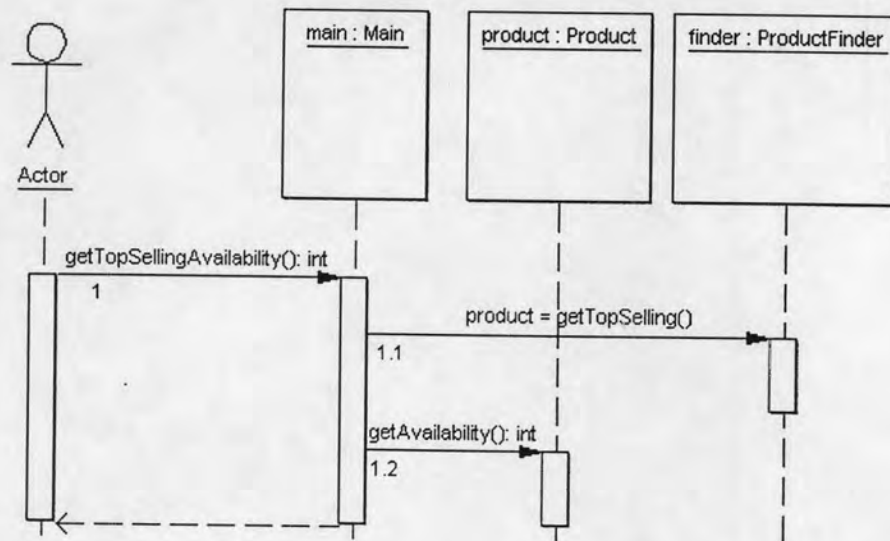 main : Main
product : Product
finder : ProductFinder
Actor
getTopSellingAvailability(): int
1
product = getTopSelling()
1.1
getAvailability(): int
1.2